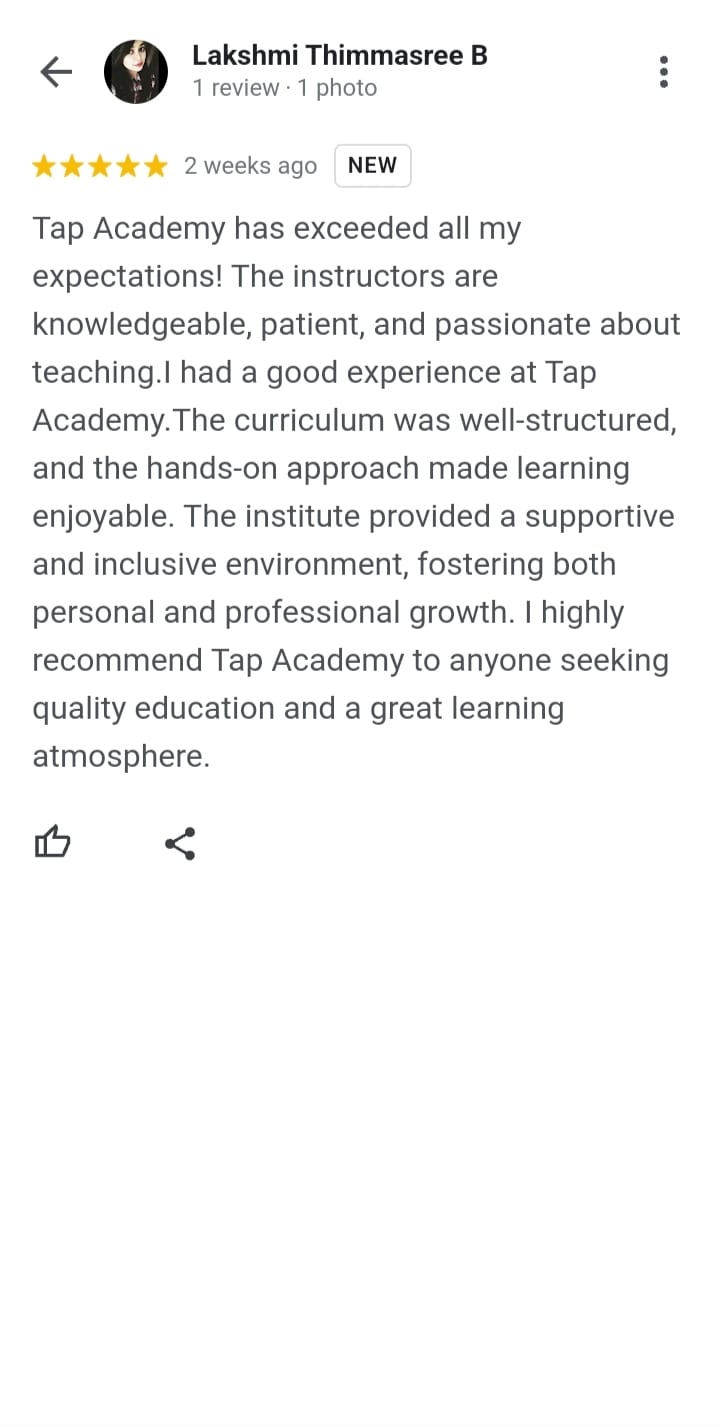 Lakshmi Thimmasree B
1 review · 1 photo
2 weeks ago NEW
Tap Academy has exceeded all my
expectations! The instructors are
knowledgeable, patient, and passionate about
teaching.I had a good experience at Tap
Academy.The curriculum was well-structured,
and the hands-on approach made learning
enjoyable. The institute provided a supportive
and inclusive environment, fostering both
personal and professional growth. I highly
recommend Tap Academy to anyone seeking
quality education and a great learning
atmosphere.